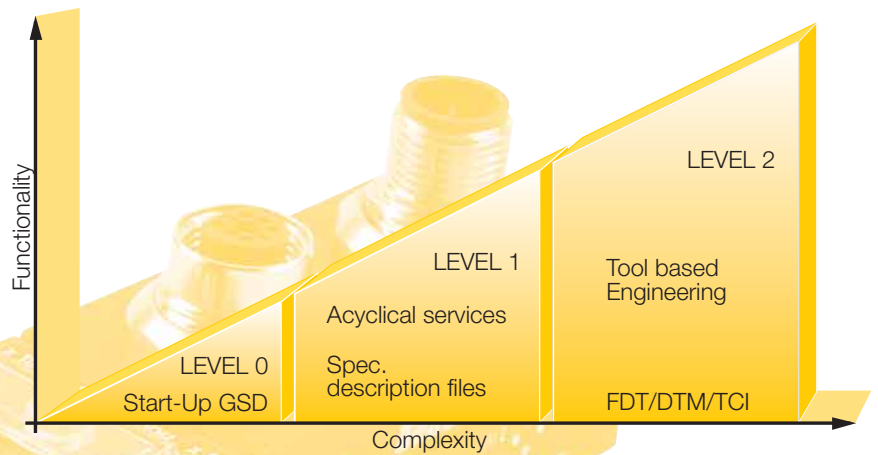 Functionality
LEVEL 0
Start-Up GSD
LEVEL 1
Acyclical services
Spec.
description files
LEVEL 2
Tool based
Engineering
FDT/DTM/TCI
Complexity